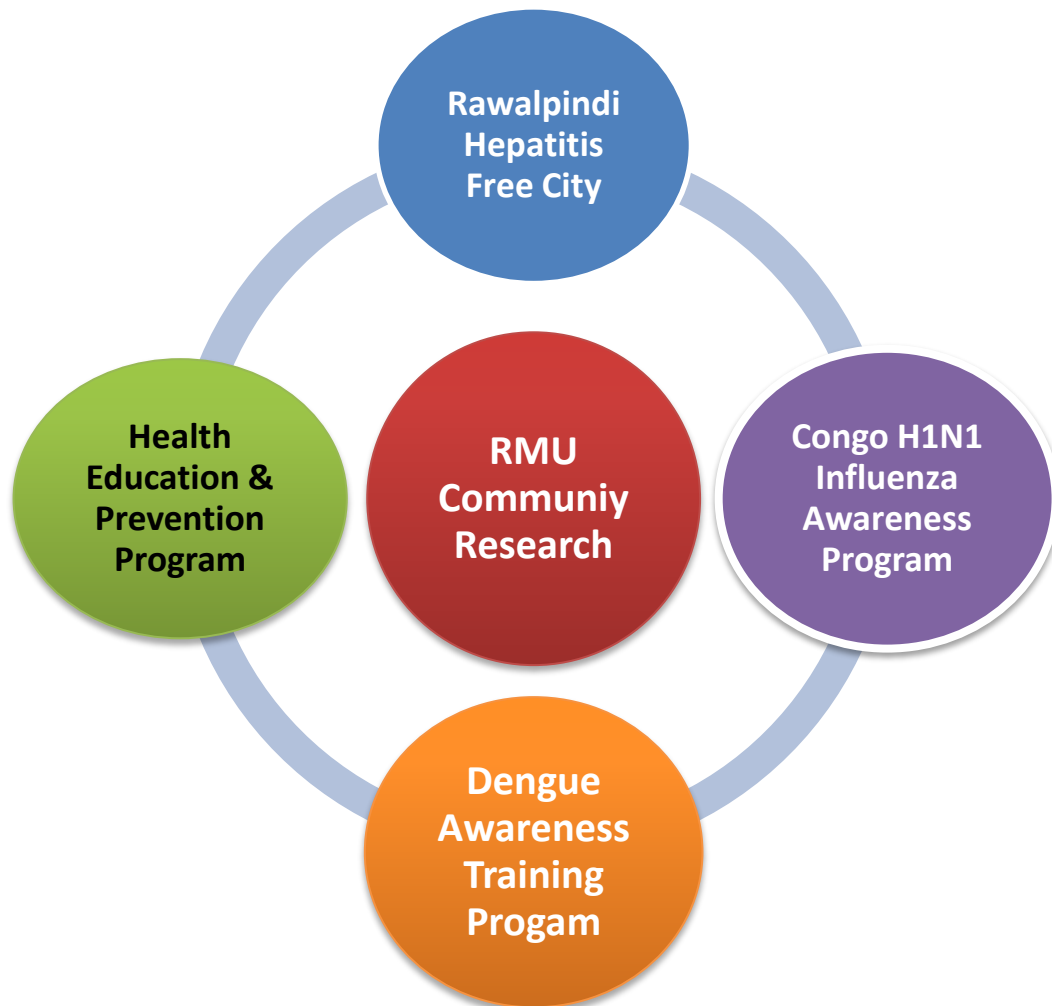 Rawalpindi
Hepatitis
Free City
Health
Education &
Prevention
Program
RMU
Communiy
Research
Congo H1N1
Influenza
Awareness
Program
Dengue
Awareness
Training
Progam